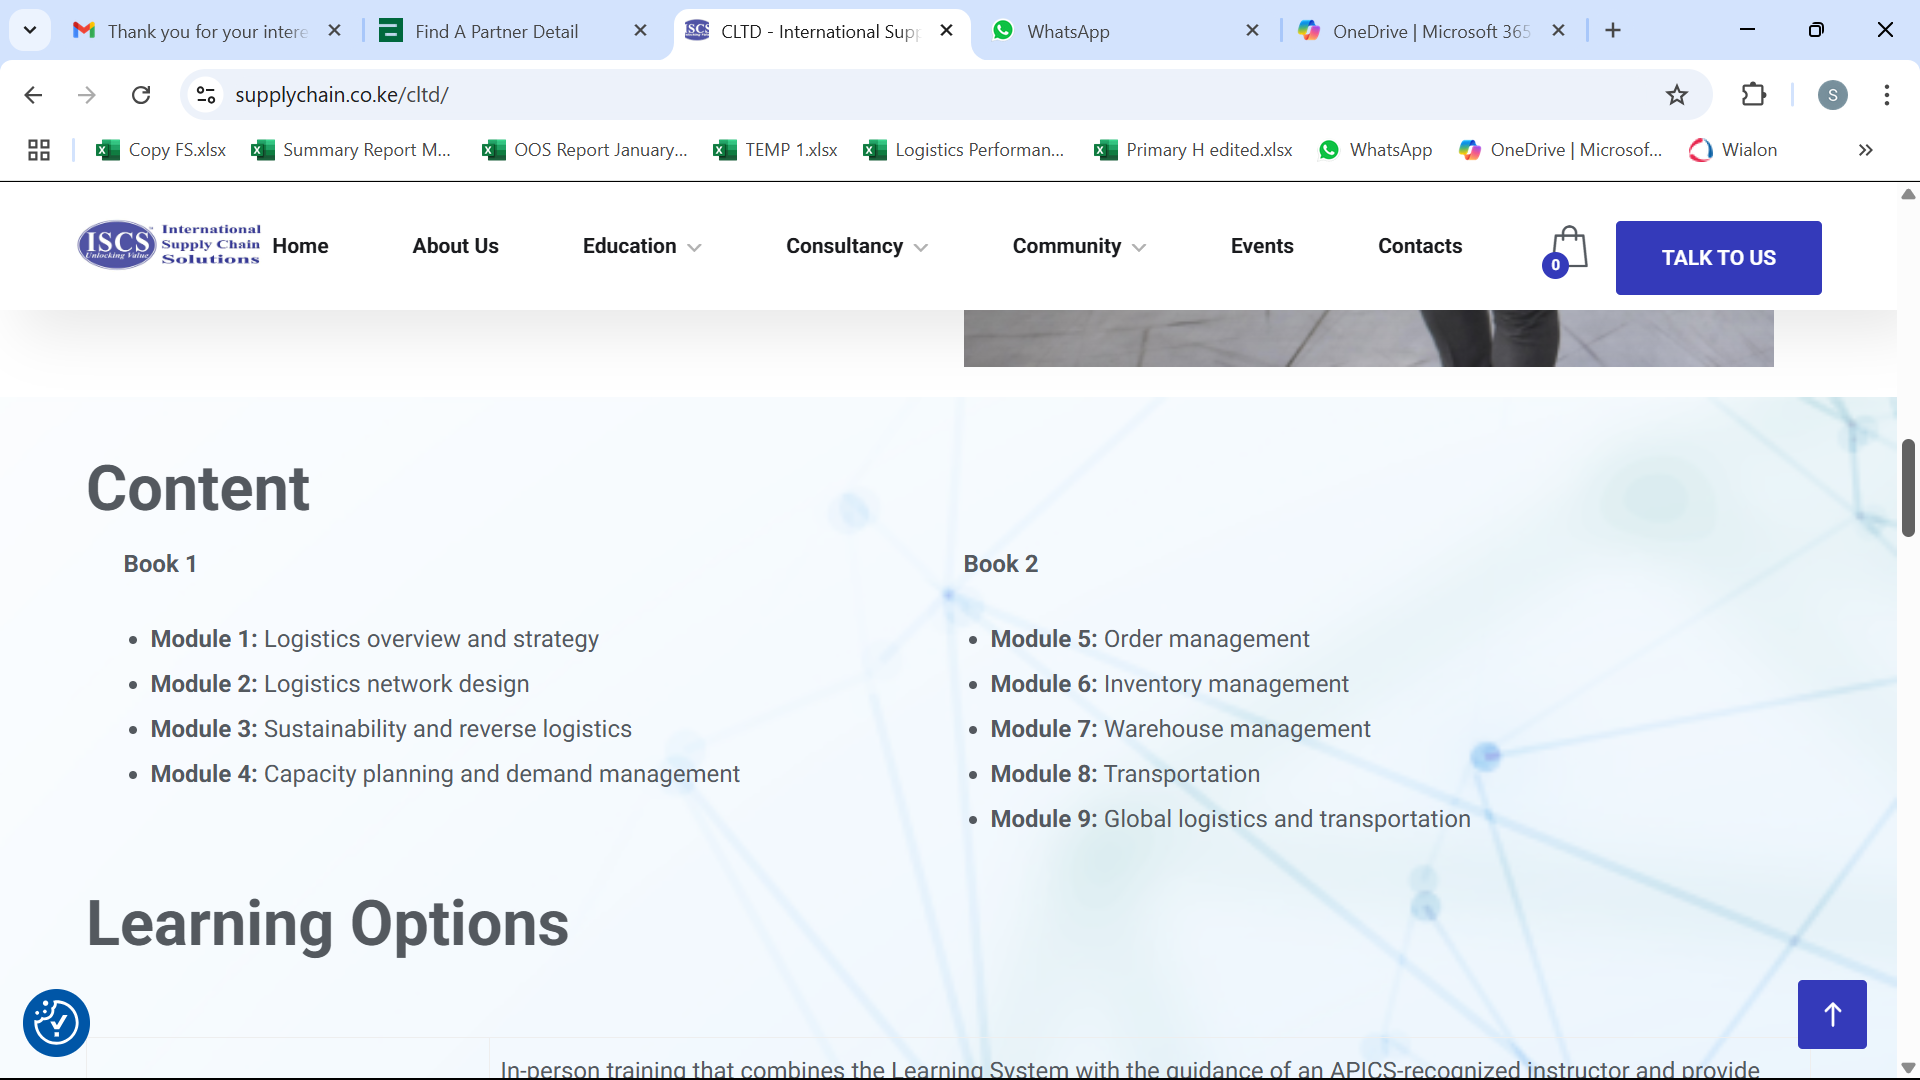 Thank you for your intere
Find A Partner Detail
CLTD - International Supp
WhatsApp
OneDrive | Microsoft 365
supplychain.co.ke/cltd/
S
Copy FS.xlsx
Summary Report M...
OOS Report January...
TEMP 1.xlsx
Logistics Performan...
Primary H edited.xlsx
WhatsApp
OneDrive | Microsof...
Wialon
ISCS
Unlocking Value
International
Supply Chain
Solutions
Home
About Us
Education
Consultancy
Community
Events
Contacts
0
TALK TO US
Content
Book 1
Module 1: Logistics overview and strategy
Module 2: Logistics network design
Module 3: Sustainability and reverse logistics
Module 4: Capacity planning and demand management
Book 2
Module 5: Order management
Module 6: Inventory management
Module 7: Warehouse management
Module 8: Transportation
Module 9: Global logistics and transportation
Learning Options
In-person training that combines the Learning System with the guidance of an APICS-recognized instructor and provide